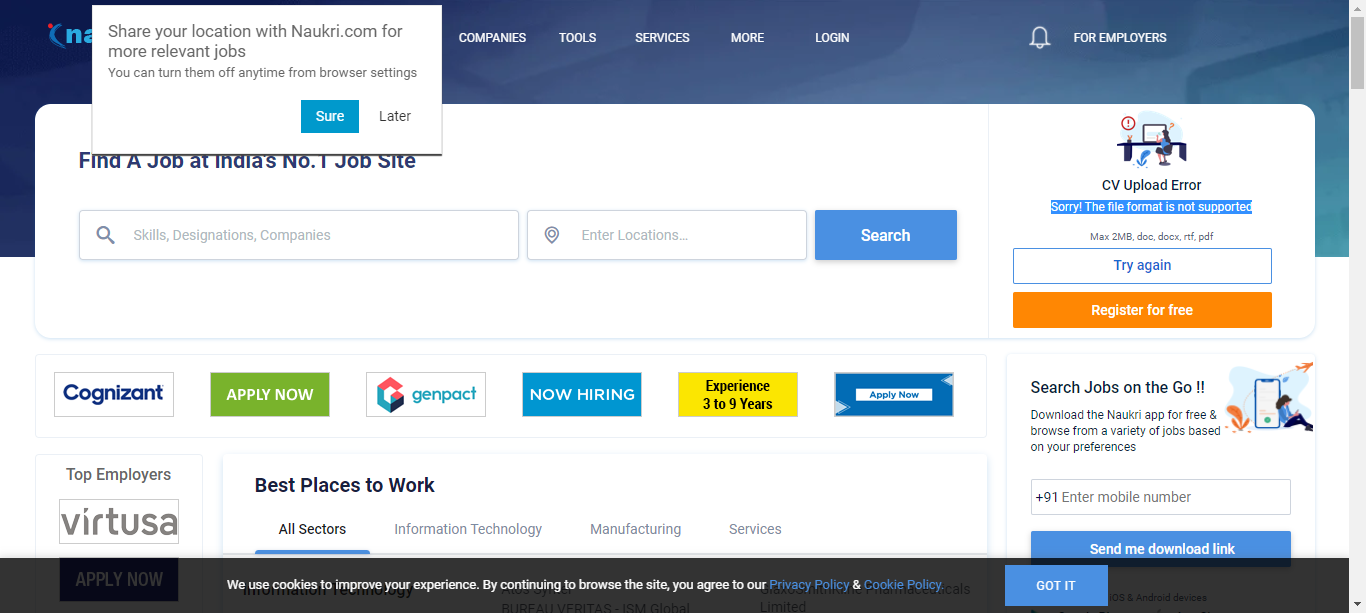 na
Share your location with Naukri.com for
more relevant jobs
You can turn them off anytime from browser settings
Sure
Later
COMPANIES
TOOLS
SERVICES
MORE
LOGIN
FOR EMPLOYERS
Find A Job at India's No.1 Job Site
Skills, Designations, Companies
Enter Locations...
Search
CV Upload Error
Sorry! The file format is not supported
Max 2MB, doc, docx, rtf, pdf
Try again
Register for free
Cognizant
APPLY NOW
genpact
NOW HIRING
Experience
3 to 9 Years
Apply Now
Search Jobs on the Go !!
Download the Naukri app for free &
browse from a variety of jobs based
on your preferences
+91 Enter mobile number
Send me download link
iOS & Android devices
Top Employers
virtusa
APPLY NOW
Best Places to Work
All Sectors
Information Technology
Manufacturing
Services
Information Technology
BUREAU VERITAS - ISM Global
GlaxoSmithKline Pharmaceuticals
Limited
We use cookies to improve your experience. By continuing to browse the site, you agree to our Privacy Policy & Cookie Policy.
GOT IT